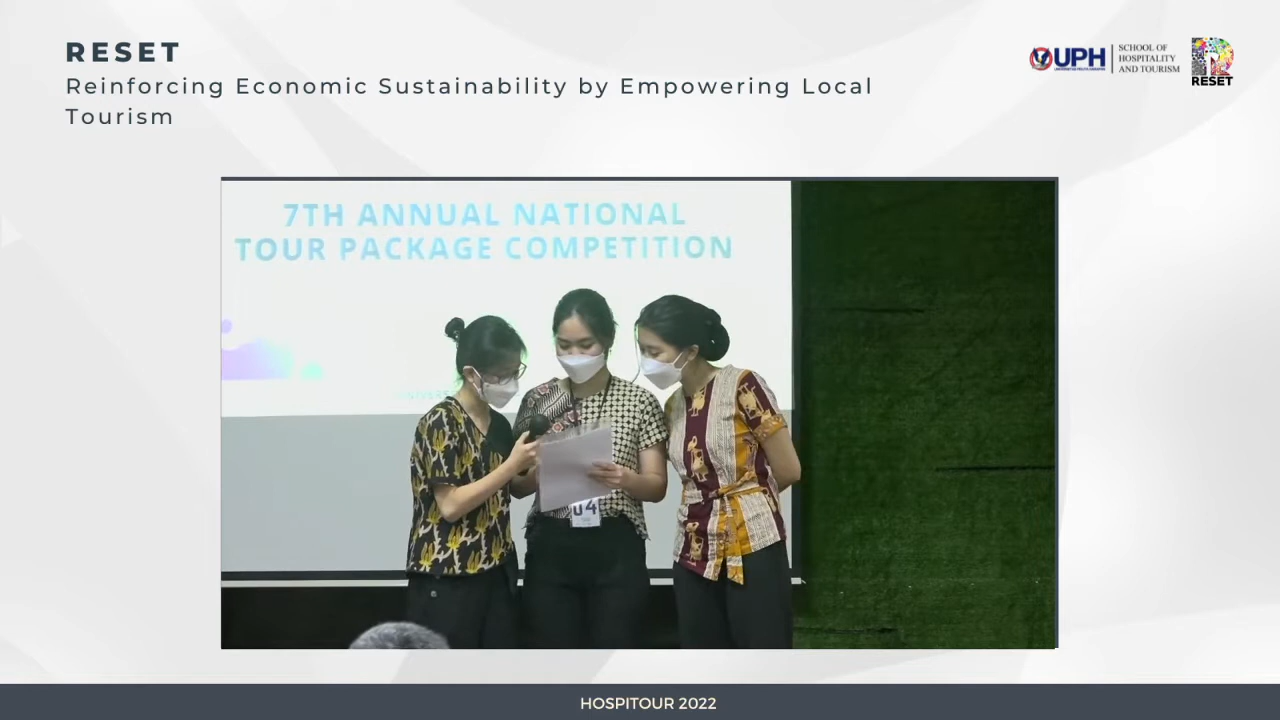 RESET
Reinforcing Economic Sustainability by Empowering Local
Tourism
UPH
SCHOOL OF
HOSPITALITY
AND TOURISM
RESET
7TH ANNUAL NATIONAL
TOUR PACKAGE COMPETITION
04
HOSPITOUR 2022